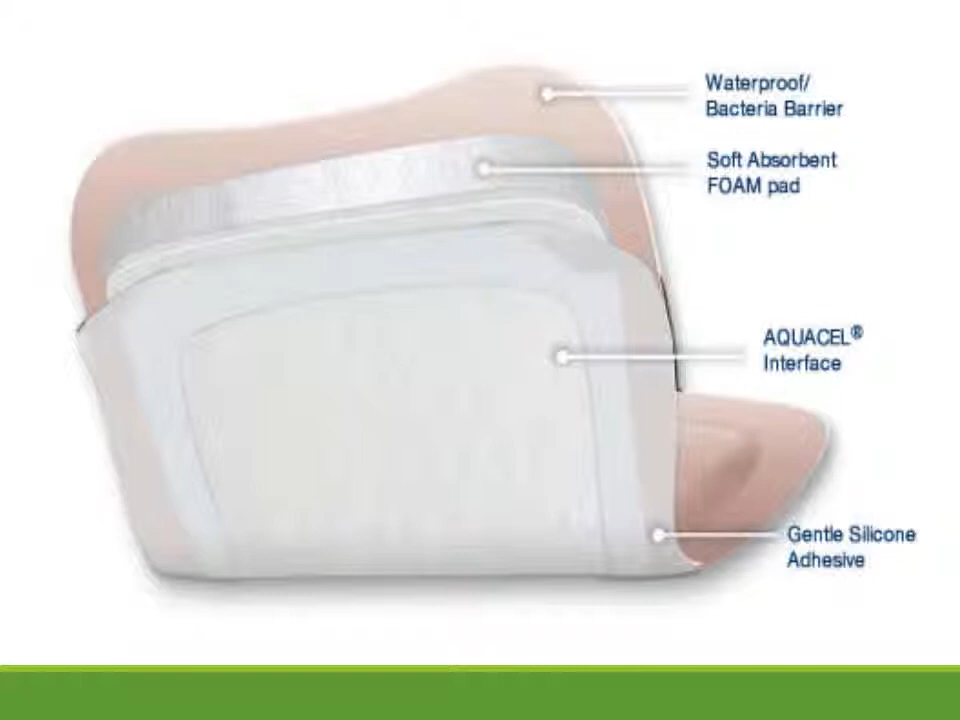 Waterproof/
Bacteria Barrier
Soft Absorbent
FOAM pad
AQUACEL®
Interface
Gentle Silicone
Adhesive